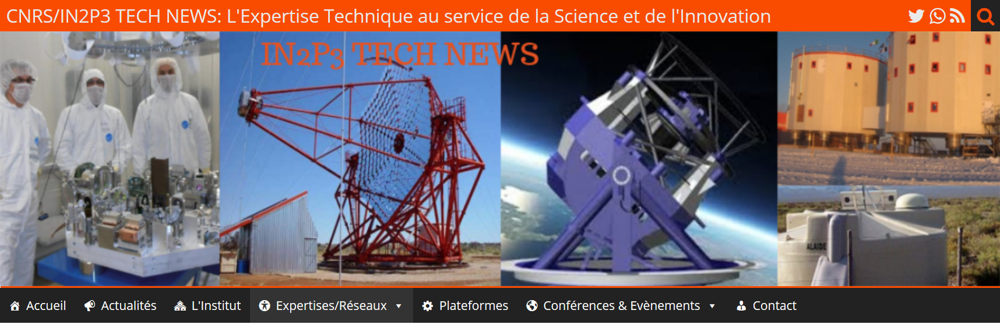 CNRS/IN2P3 TECH NEWS: L'Expertise Technique au service de la Science et de l'Innovation
IN2P3 TECH NEWS
ALAIDE
Accueil Actualités L'Institut Expertises/Réseaux Plateformes Conférences & Evènements Contact